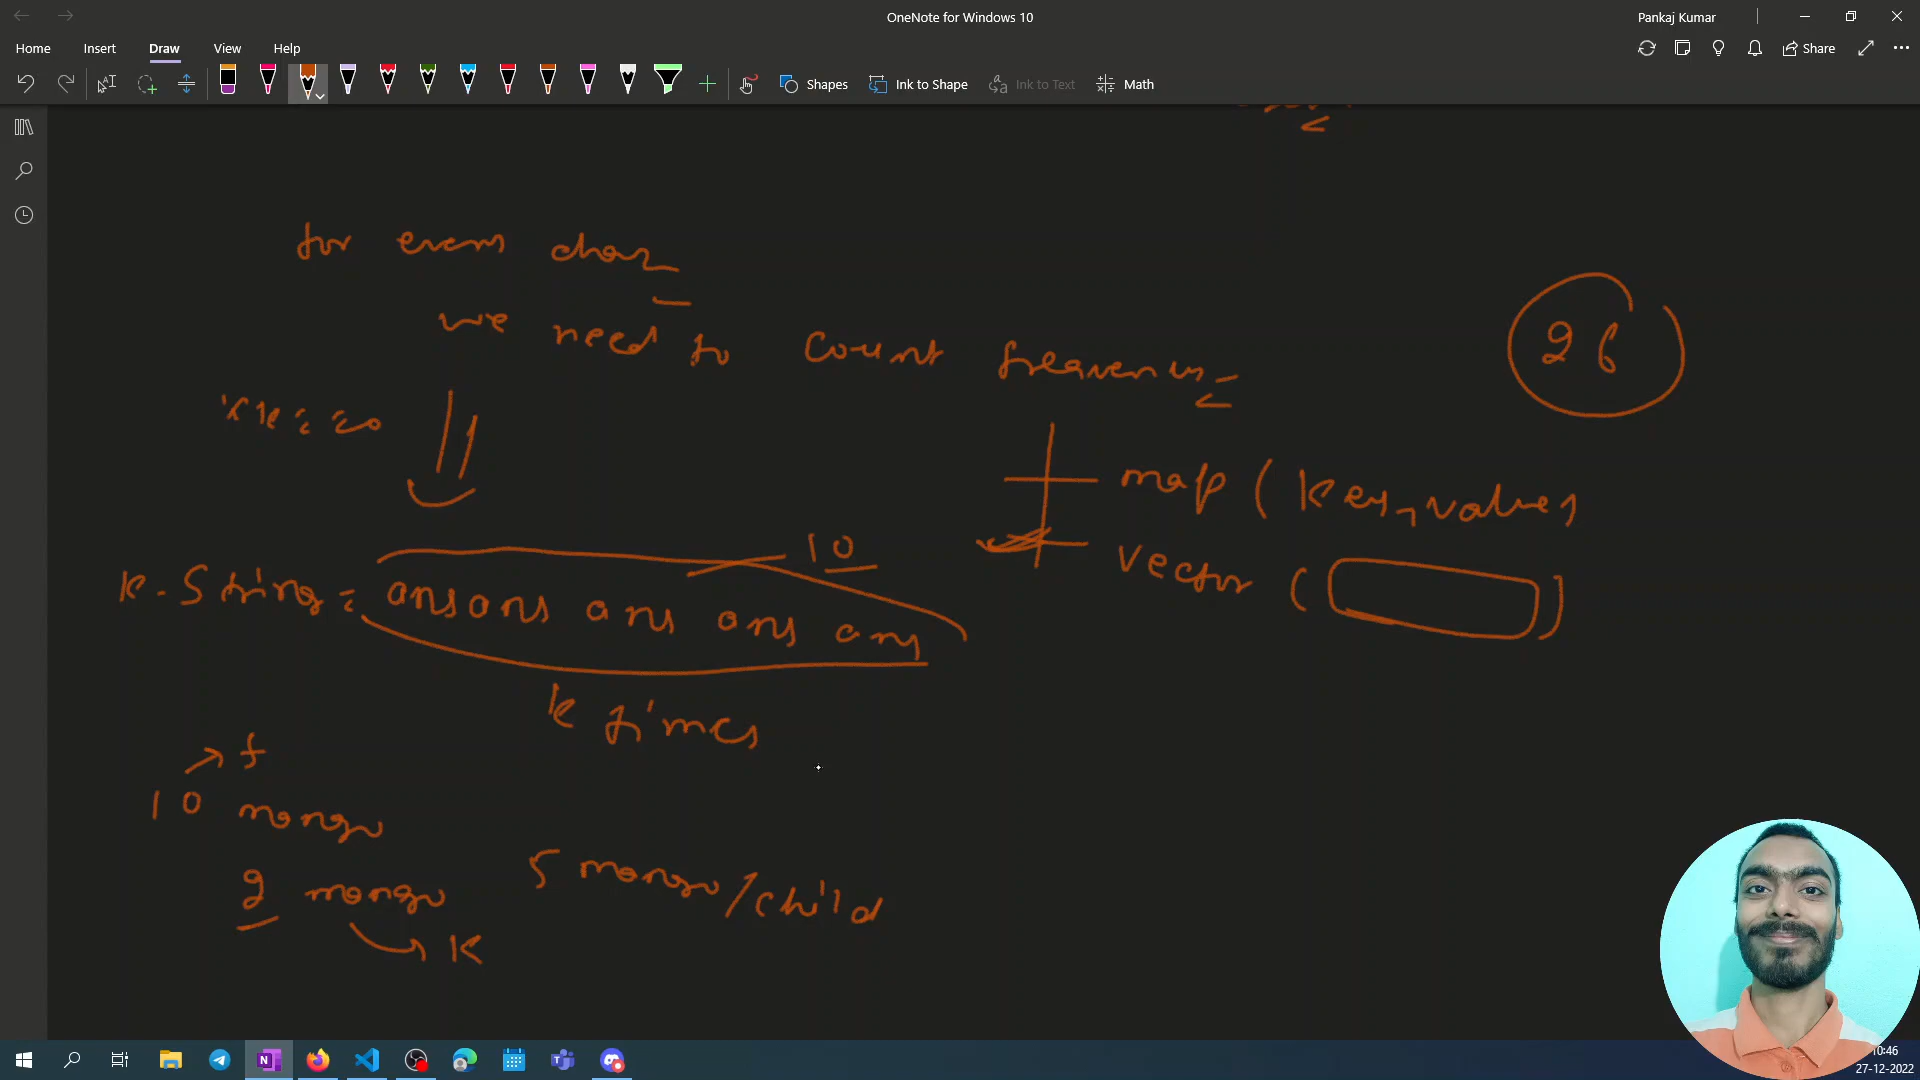 OneNote for Windows 10
Pankaj Kumar
Home Insert Draw View Help
Share
Shapes Ink to Shape Ink to Text Math
for every char
we need to count frequency
26
map (key, value)
10
vector ( )
k-String = ans ans ans ans ans
k times
f
10 mango
2 mango
5 mango/child
K
10:46
27-12-2022